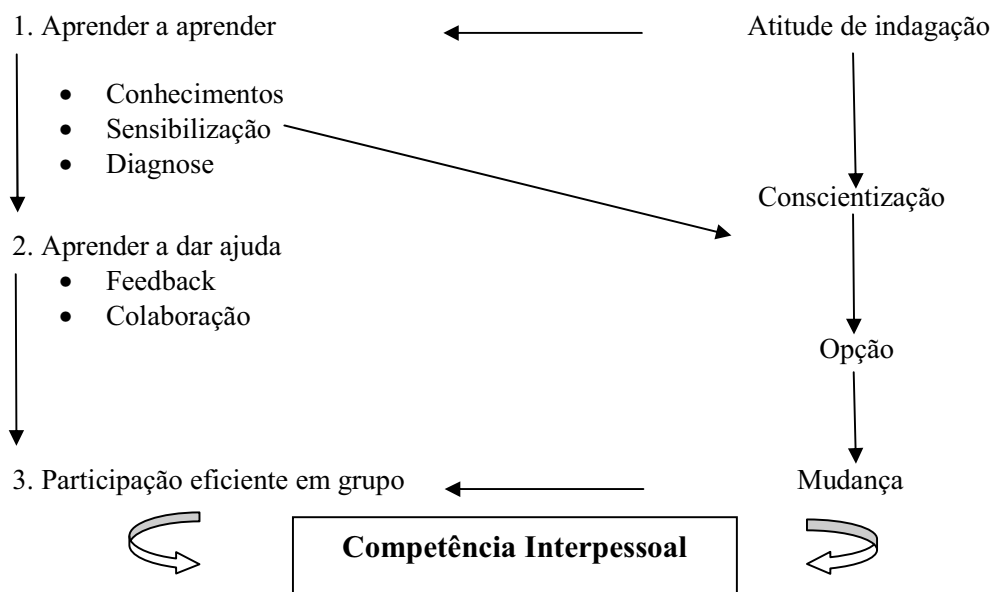 1. Aprender a aprender
Atitude de indagação
• Conhecimentos
• Sensibilização
• Diagnose
Conscientização
2. Aprender a dar ajuda
• Feedback
• Colaboração
Opção
3. Participação eficiente em grupo
Mudança
Competência Interpessoal